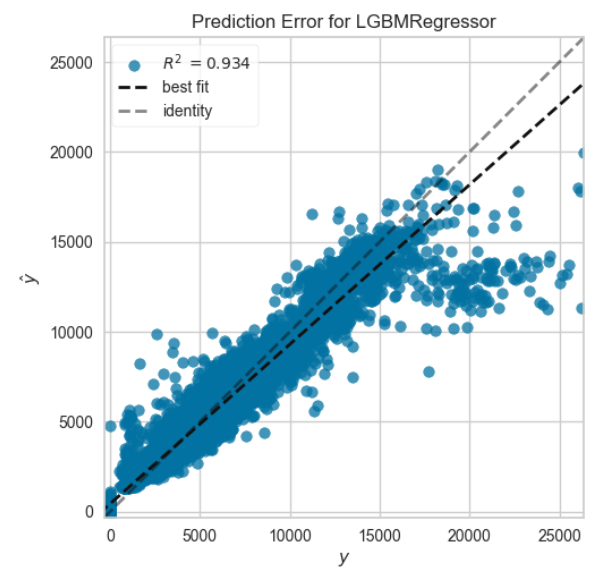 Prediction Error for LGBMRegressor
R² = 0.934
best fit
identity
25000
20000
15000
10000
5000
0
ŷ
0 5000 10000 15000 20000 25000
y